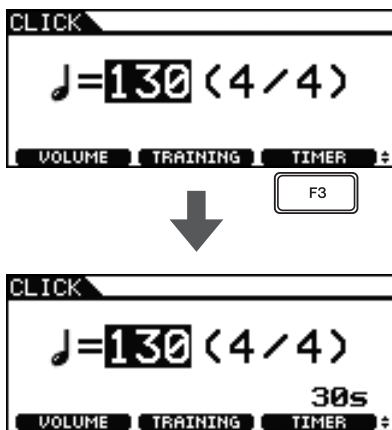 CLICK
♩=130 (4/4)
VOLUME TRAINING TIMER
F3
CLICK
♩=130 (4/4)
30s
VOLUME TRAINING TIMER